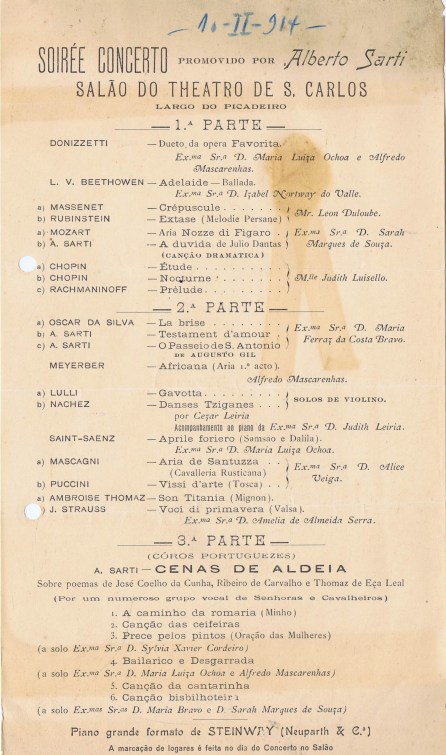 — 10-II-914 —
SOIRÉE CONCERTO PROMOVIDO POR Alberto Sarti
SALÃO DO THEATRO DE S. CARLOS
LARGO DO PICADEIRO
— 1.ª PARTE —
DONIZZETTI — Dueto, da opera Favorita.
Ex.ma Sr.a D. Maria Luiza Ochoa e Alfredo Mascarenhas.
L. V. BEETHOWEN — Adelaide — Ballada.
Ex.ma Sr.a D. Izabel Nortway do Valle.
a) MASSENET — Crépuscule . . . . . . . . }
b) RUBINSTEIN — Extase (Melodie Persane) } Mr. Leon Duloube.
a) MOZART — Aria Nozze di Figaro . . } Ex.ma Sr.a D. Sarah
b) A. SARTI — A duvida de Julio Dantas } Marques de Souza.
(CANÇÃO DRAMATICA)
a) CHOPIN — Étude . . . . . . . . . }
b) CHOPIN — Nocturne . . . . . . . . } M.lle Judith Luisello.
c) RACHMANINOFF — Prélude. . . . . . . . . }
— 2.ª PARTE —
a) OSCAR DA SILVA — La brise . . . . . . . . }
b) A. SARTI — Testament d'amour . . } Ex.ma Sr.a D. Maria
c) A. SARTI — O Passeio de S. Antonio } Ferraz da Costa Bravo.
DE AUGUSTO GIL
MEYERBER — Africana (Aria 1.º acto).
Alfredo Mascarenhas.
a) LULLI — Gavotta. . . . . . . . . }
b) NACHEZ — Danses Tziganes . . . } SOLOS DE VIOLINO.
por Cezar Leiria
Acompanhamento ao piano da Ex.ma Sr.a D. Judith Leiria.
SAINT-SAENZ — Aprile foriero (Samsão e Dalila).
Ex.ma Sr.a D. Maria Luiza Ochoa.
a) MASCAGNI — Aria de Santuzza . . } Ex.ma Sr.a D. Alice
(Cavalleria Rusticana) } Veiga.
b) PUCCINI — Vissi d'arte (Tosca) . . }
a) AMBROISE THOMAZ — Son Titania (Mignon).
b) J. STRAUSS — Voci di primavera (Valsa).
Ex.ma Sr.a D. Amelia de Almeida Serra.
— 3.ª PARTE —
(CÔROS PORTUGUEZES)
A. SARTI — CENAS DE ALDEIA
Sobre poemas de José Coelho da Cunha, Ribeiro de Carvalho e Thomaz de Eça Leal
(Por um numeroso grupo vocal de Senhoras e Cavalheiros)
1. A caminho da romaria (Minho)
2. Canção das ceifeiras
3. Prece pelos pintos (Oração das Mulheres)
(a solo Ex.ma Sr.a D. Sylvia Xavier Cordeiro)
4. Bailarico e Desgarrada
(a solo Ex.ma Sr.a D. Maria Luiza Ochoa e Alfredo Mascarenhas)
5. Canção da cantarinha
6. Canção bisbilhoteira
(a solo Ex.mas Sr.as D. Maria Bravo e D. Sarah Marques de Souza)
Piano grande formato de STEINWAY (Neuparth & C.ª)
A marcação de logares é feita no dia do Concerto no Salão